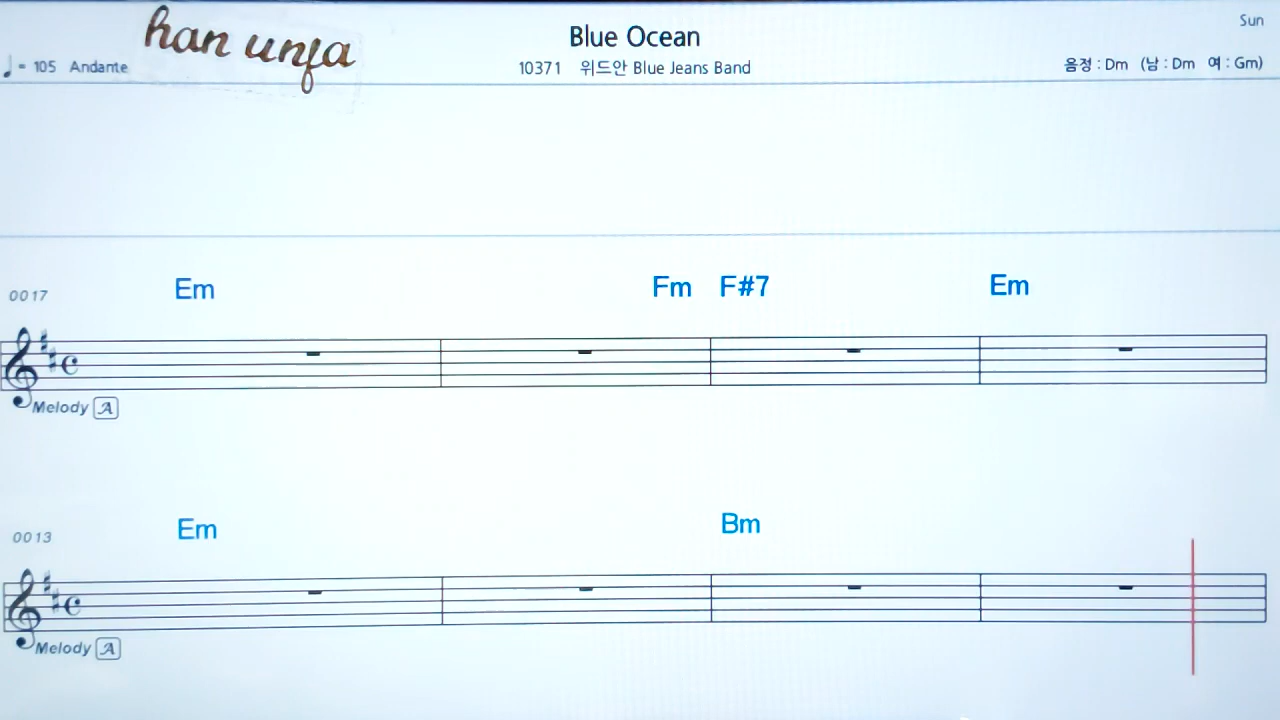 han unfa
Blue Ocean
Sun
♩= 105 Andante
10371 위드안 Blue Jeans Band
음정 : Dm (남 : Dm 여 : Gm)
Em Fm F#7 Em
0017
Melody A
Em Bm
0013
Melody A